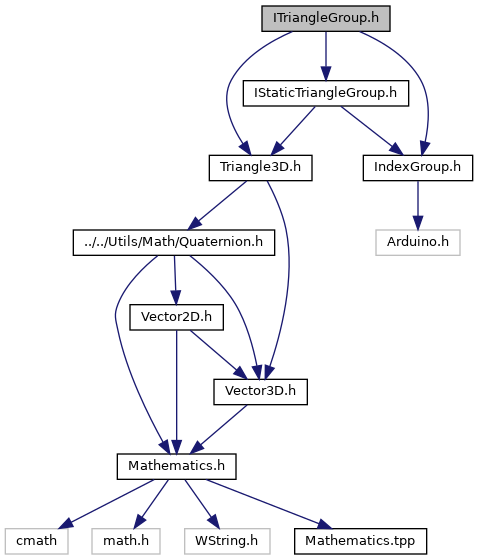 ITriangleGroup.h
IStaticTriangleGroup.h
Triangle3D.h
IndexGroup.h
../../Utils/Math/Quaternion.h
Arduino.h
Vector2D.h
Vector3D.h
Mathematics.h
cmath
math.h
WString.h
Mathematics.tpp